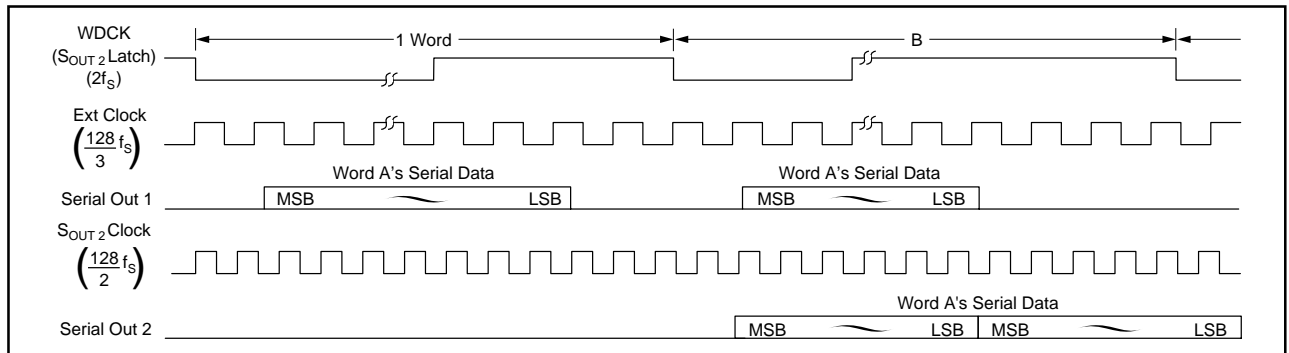 WDCK
(SOUT 2 Latch)
(2fS)
1 Word
B
Ext Clock
(128/3 fS)
Word A's Serial Data
Word A's Serial Data
Serial Out 1
MSB
LSB
MSB
LSB
SOUT 2 Clock
(128/2 fS)
Word A's Serial Data
Serial Out 2
MSB
LSB
MSB
LSB